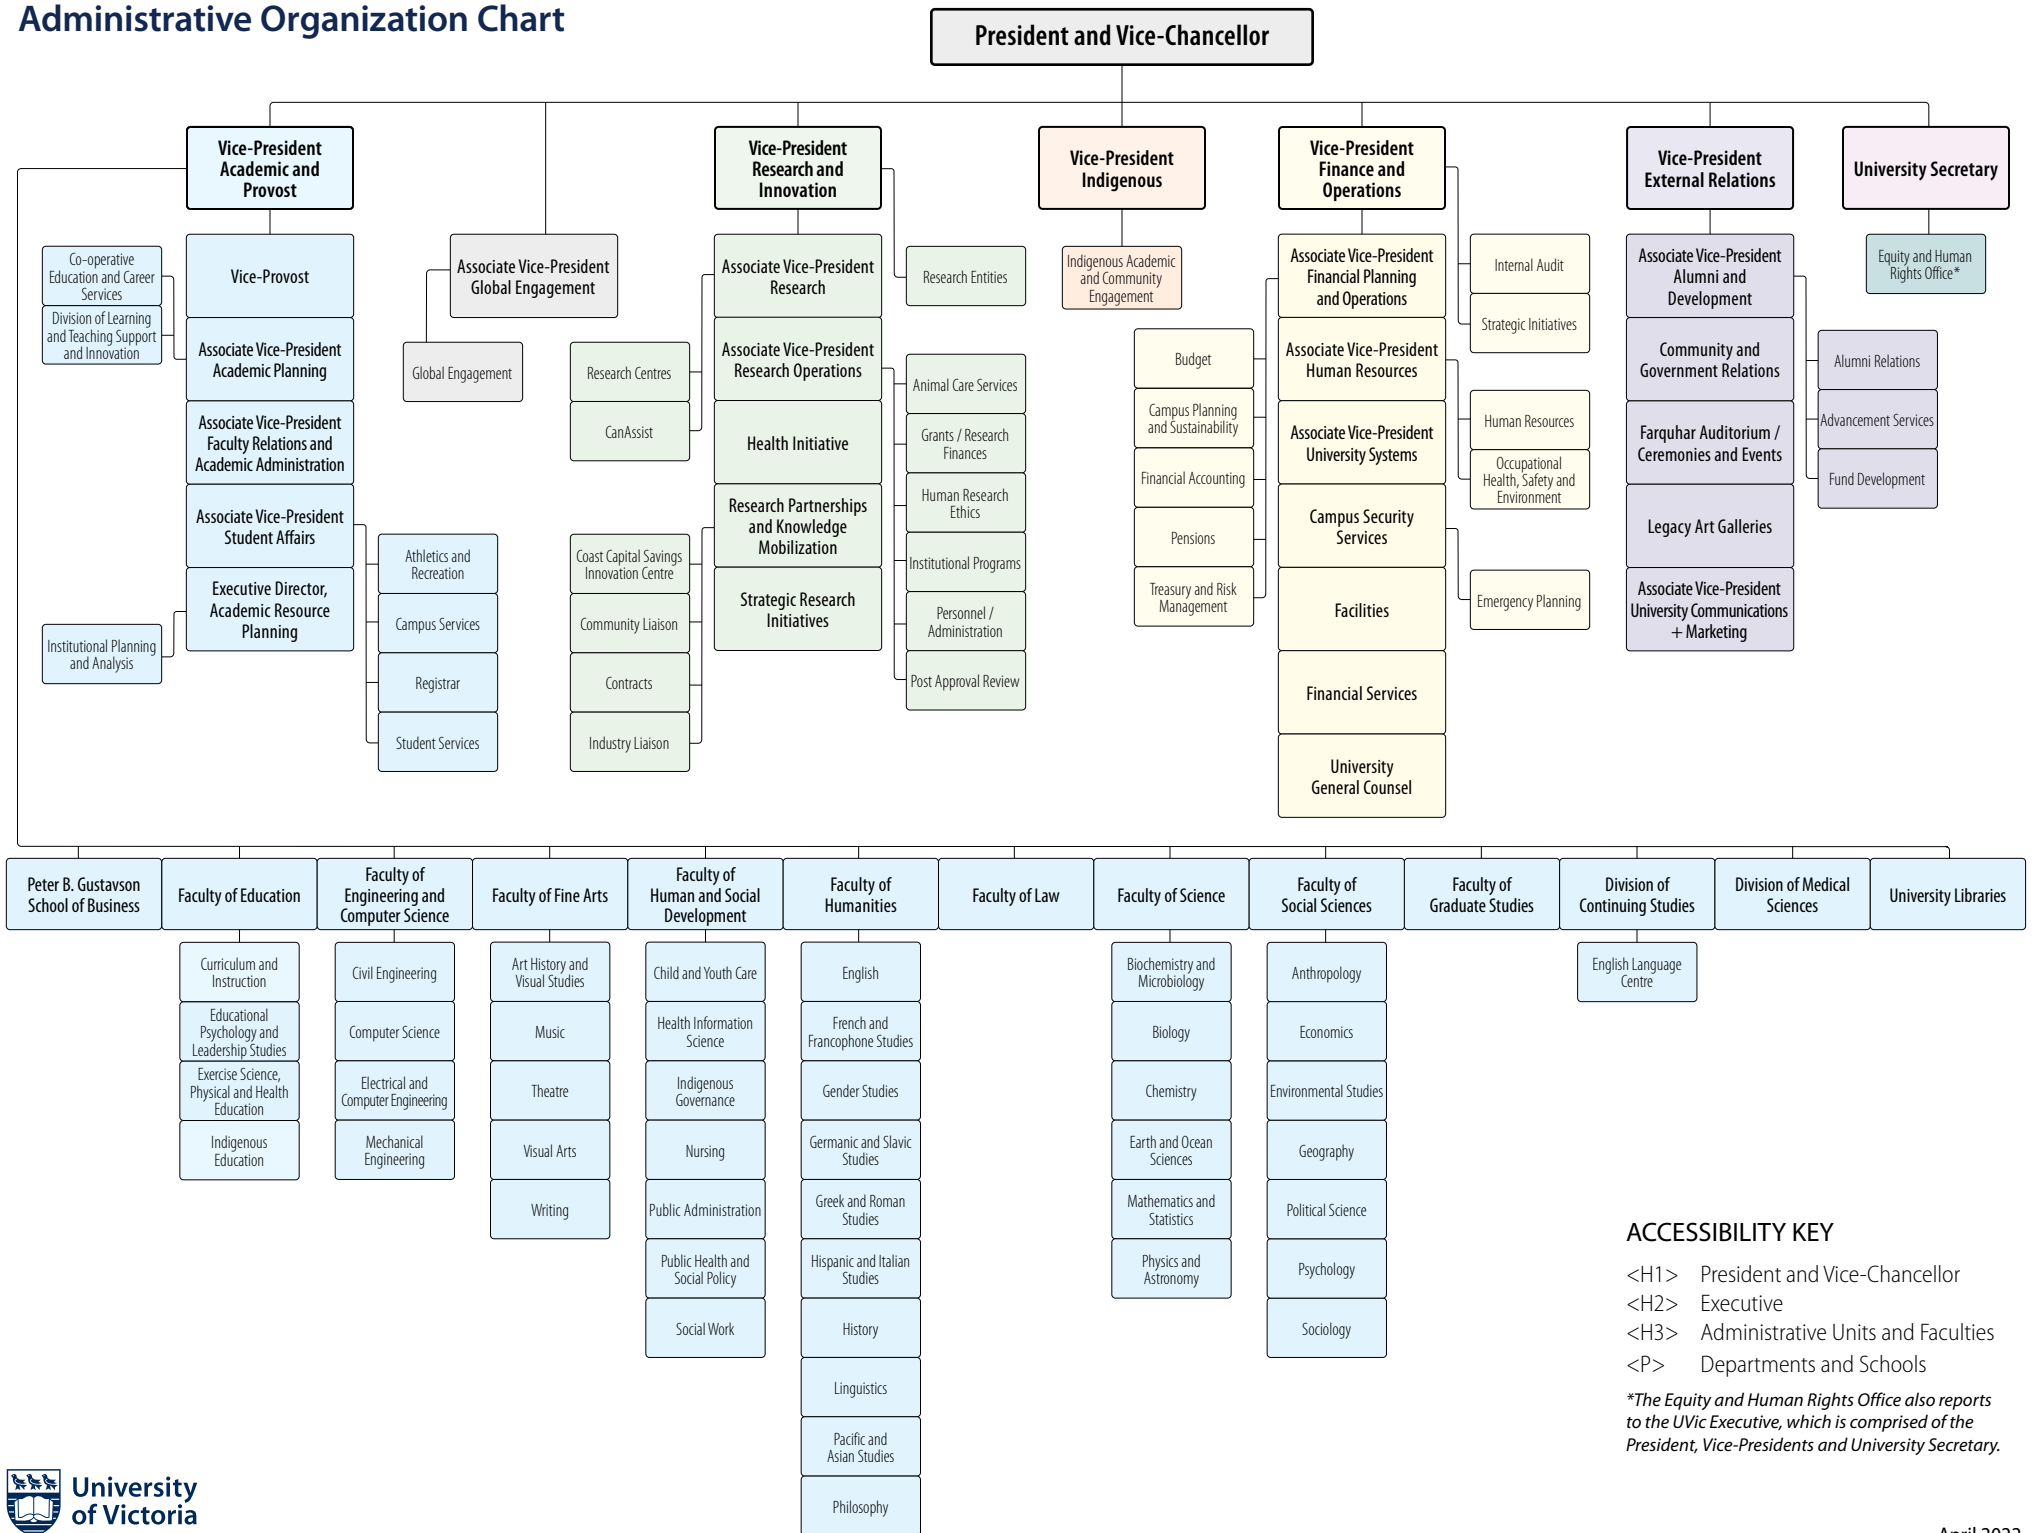 Administrative Organization Chart
President and Vice-Chancellor
Vice-President
Academic and
Provost
Vice-President
Research and
Innovation
Vice-President
Indigenous
Vice-President
Finance and
Operations
Vice-President
External Relations
University Secretary
Co-operative
Education and Career
Services
Division of Learning
and Teaching Support
and Innovation
Vice-Provost
Associate Vice-President
Academic Planning
Associate Vice-President
Faculty Relations and
Academic Administration
Associate Vice-President
Student Affairs
Executive Director,
Academic Resource
Planning
Institutional Planning
and Analysis
Athletics and
Recreation
Campus Services
Registrar
Student Services
Associate Vice-President
Global Engagement
Global Engagement
Associate Vice-President
Research
Associate Vice-President
Research Operations
Health Initiative
Research Partnerships
and Knowledge
Mobilization
Strategic Research
Initiatives
Research Centres
CanAssist
Coast Capital Savings
Innovation Centre
Community Liaison
Contracts
Industry Liaison
Research Entities
Animal Care Services
Grants / Research
Finances
Human Research
Ethics
Institutional Programs
Personnel /
Administration
Post Approval Review
Indigenous Academic
and Community
Engagement
Associate Vice-President
Financial Planning
and Operations
Associate Vice-President
Human Resources
Associate Vice-President
University Systems
Campus Security
Services
Facilities
Financial Services
University
General Counsel
Budget
Campus Planning
and Sustainability
Financial Accounting
Pensions
Treasury and Risk
Management
Internal Audit
Strategic Initiatives
Human Resources
Occupational
Health, Safety and
Environment
Emergency Planning
Associate Vice-President
Alumni and
Development
Community and
Government Relations
Farquhar Auditorium /
Ceremonies and Events
Legacy Art Galleries
Associate Vice-President
University Communications
+ Marketing
Alumni Relations
Advancement Services
Fund Development
Equity and Human
Rights Office*
Peter B. Gustavson
School of Business
Faculty of Education
Faculty of
Engineering and
Computer Science
Faculty of Fine Arts
Faculty of
Human and Social
Development
Faculty of
Humanities
Faculty of Law
Faculty of Science
Faculty of
Social Sciences
Faculty of
Graduate Studies
Division of
Continuing Studies
Division of Medical
Sciences
University Libraries
Curriculum and
Instruction
Educational
Psychology and
Leadership Studies
Exercise Science,
Physical and Health
Education
Indigenous
Education
Civil Engineering
Computer Science
Electrical and
Computer Engineering
Mechanical
Engineering
Art History and
Visual Studies
Music
Theatre
Visual Arts
Writing
Child and Youth Care
Health Information
Science
Indigenous
Governance
Nursing
Public Administration
Public Health and
Social Policy
Social Work
English
French and
Francophone Studies
Gender Studies
Germanic and Slavic
Studies
Greek and Roman
Studies
Hispanic and Italian
Studies
History
Linguistics
Pacific and
Asian Studies
Philosophy
Biochemistry and
Microbiology
Biology
Chemistry
Earth and Ocean
Sciences
Mathematics and
Statistics
Physics and
Astronomy
Anthropology
Economics
Environmental Studies
Geography
Political Science
Psychology
Sociology
English Language
Centre
ACCESSIBILITY KEY
<H1> President and Vice-Chancellor
<H2> Executive
<H3> Administrative Units and Faculties
<P> Departments and Schools
*The Equity and Human Rights Office also reports
to the UVic Executive, which is comprised of the
President, Vice-Presidents and University Secretary.
University
of Victoria
April